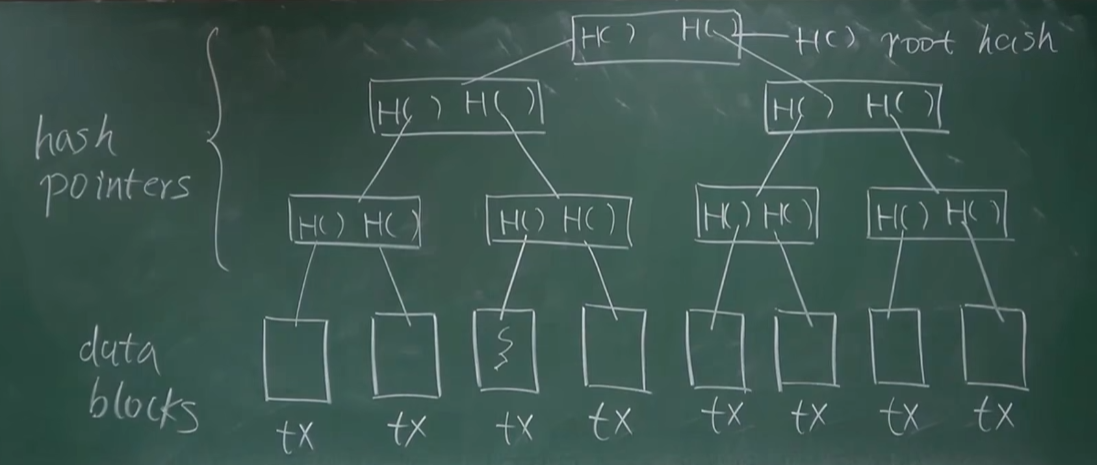 H( ) H( ) H( ) root hash
H( ) H( ) H( ) H( )
hash
pointers
H( ) H( ) H( ) H( ) H( ) H( ) H( ) H( )
data
blocks
tx tx tx tx tx tx tx tx